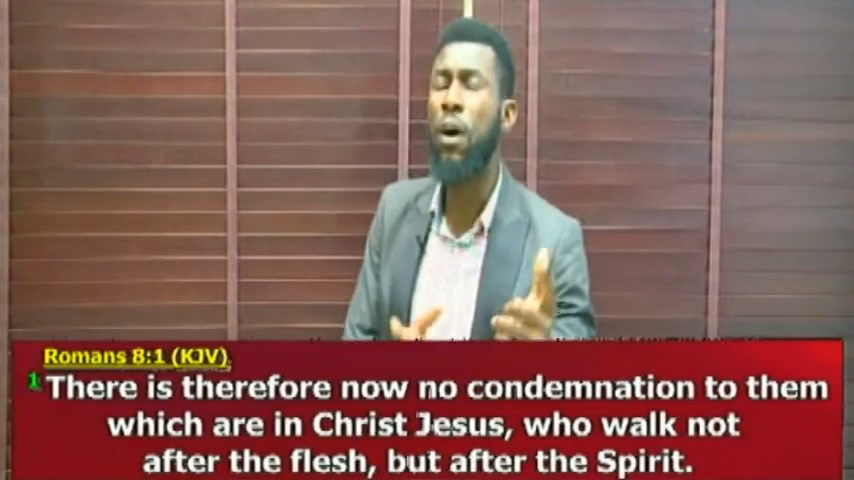 Romans 8:1 (KJV)
1 There is therefore now no condemnation to them
which are in Christ Jesus, who walk not
after the flesh, but after the Spirit.